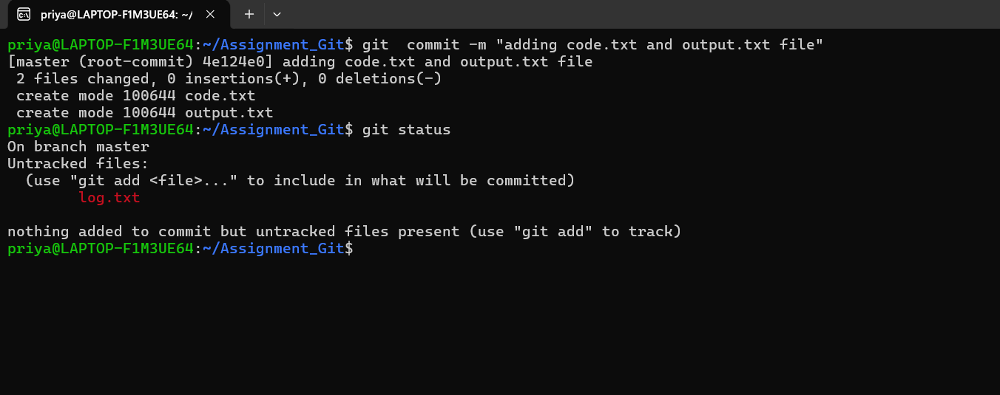 priya@LAPTOP-F1M3UE64: ~/
priya@LAPTOP-F1M3UE64:~/Assignment_Git$ git  commit -m "adding code.txt and output.txt file"
[master (root-commit) 4e124e0] adding code.txt and output.txt file
 2 files changed, 0 insertions(+), 0 deletions(-)
 create mode 100644 code.txt
 create mode 100644 output.txt
priya@LAPTOP-F1M3UE64:~/Assignment_Git$ git status
On branch master
Untracked files:
  (use "git add <file>..." to include in what will be committed)
        log.txt

nothing added to commit but untracked files present (use "git add" to track)
priya@LAPTOP-F1M3UE64:~/Assignment_Git$